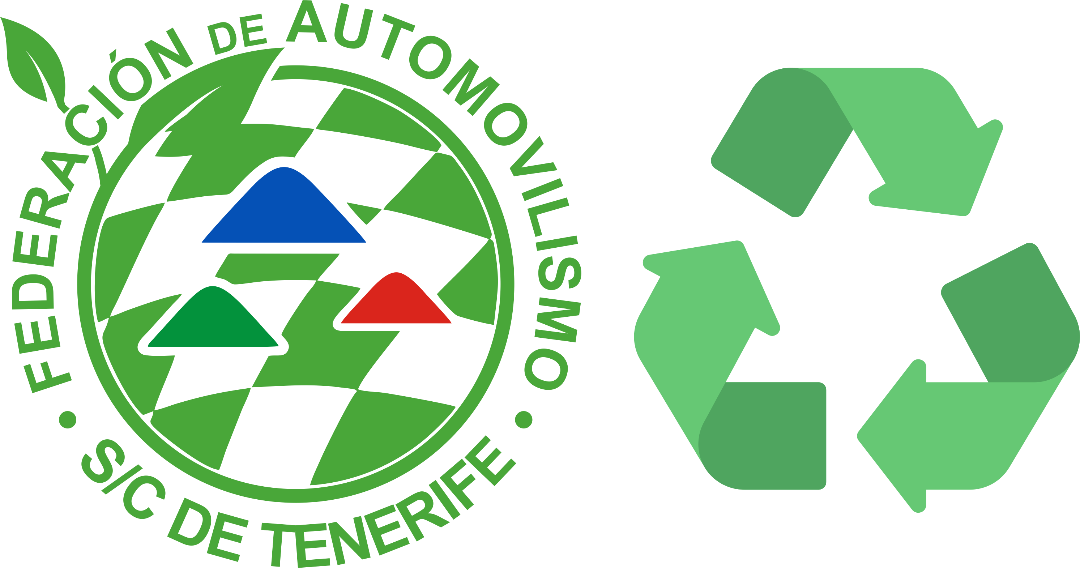 FEDERACIÓN DE AUTOMOVILISMO
• S/C DE TENERIFE •